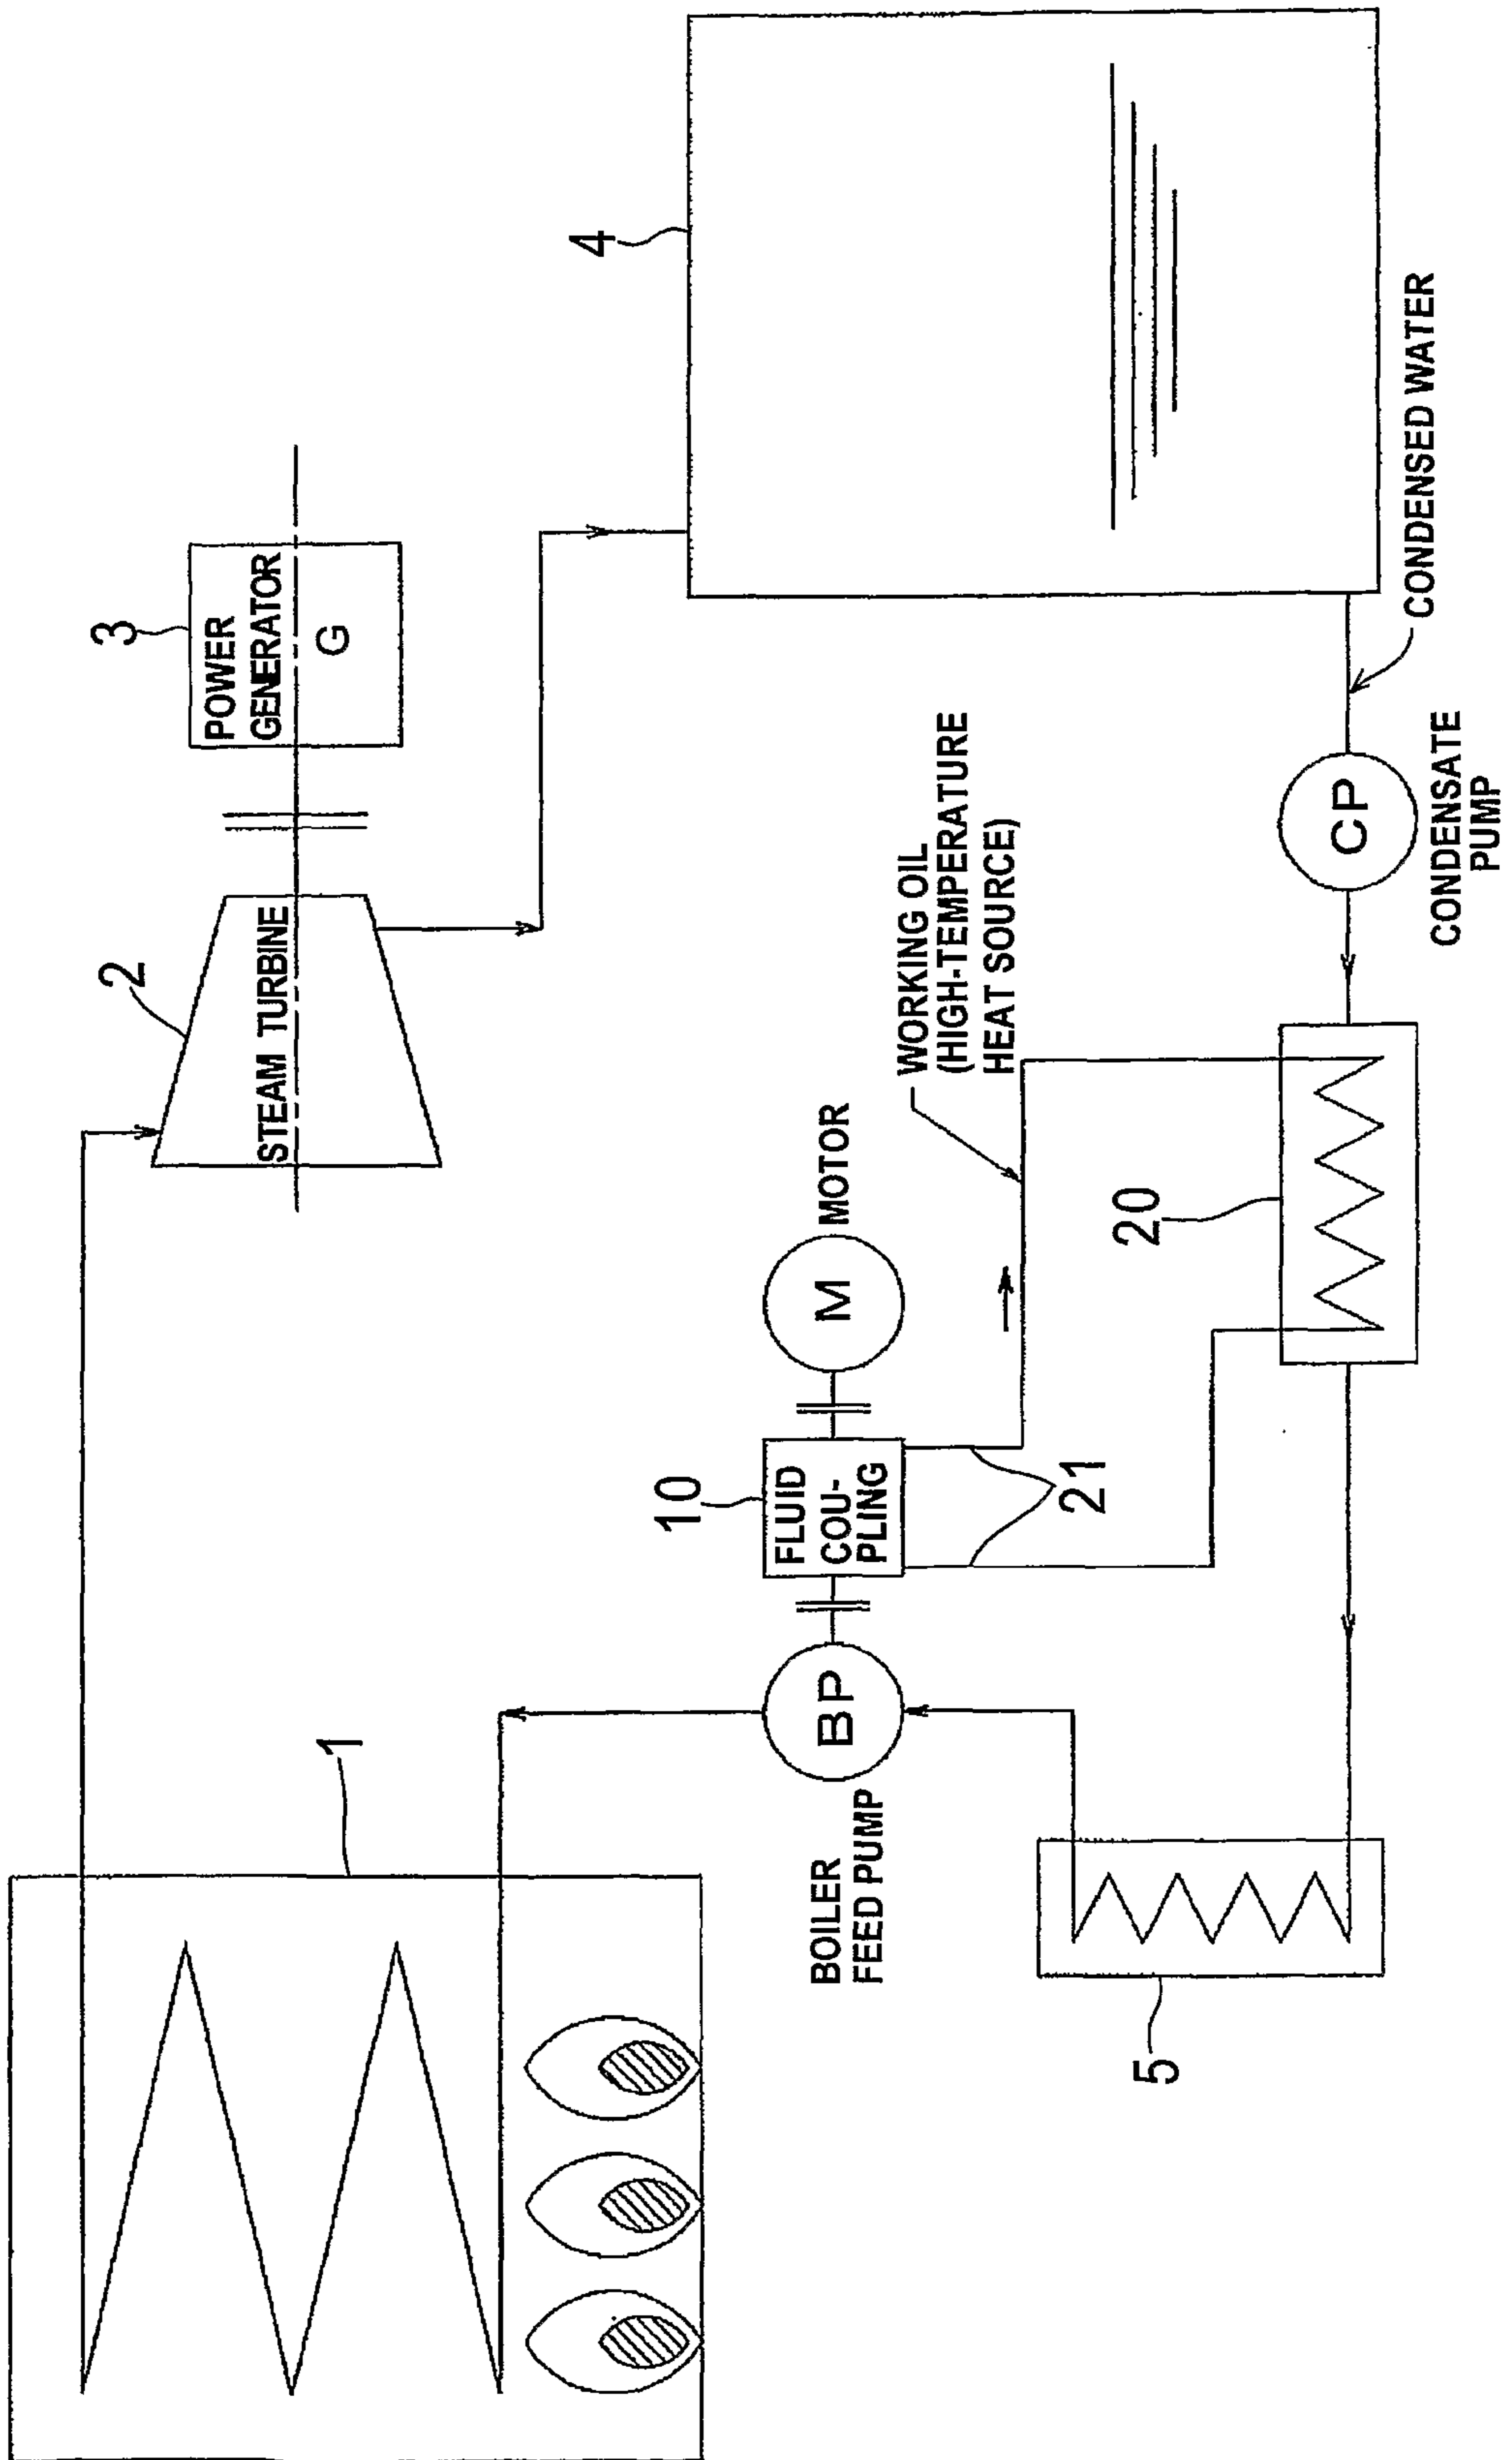 1
2
STEAM TURBINE
3
POWER
GENERATOR
G
4
10
FLUID
COU-
PLING
M
MOTOR
BP
BOILER
FEED PUMP
WORKING OIL
(HIGH-TEMPERATURE
HEAT SOURCE)
21
20
5
CP
CONDENSATE
PUMP
CONDENSED WATER